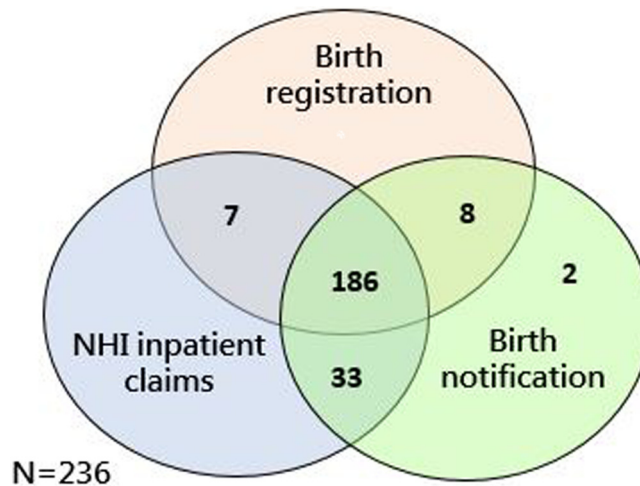 Birth
registration
7
8
186
2
NHI inpatient
claims
33
Birth
notification
N=236